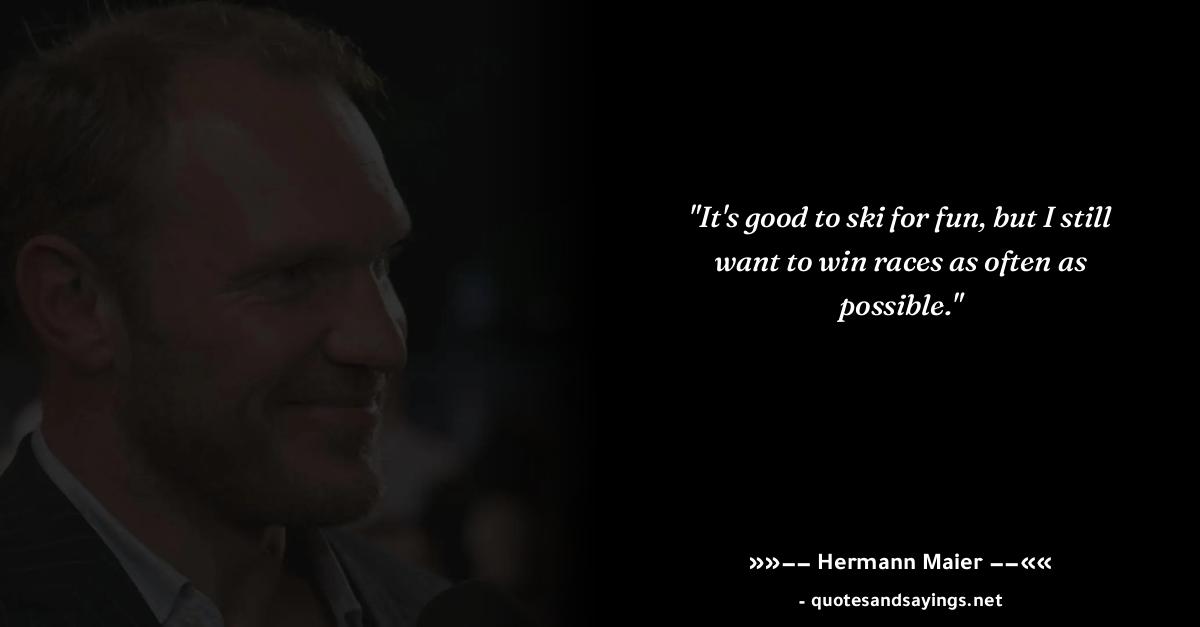 "It's good to ski for fun, but I still
want to win races as often as
possible."
»»−− Hermann Maier −−««
- quotesandsayings.net